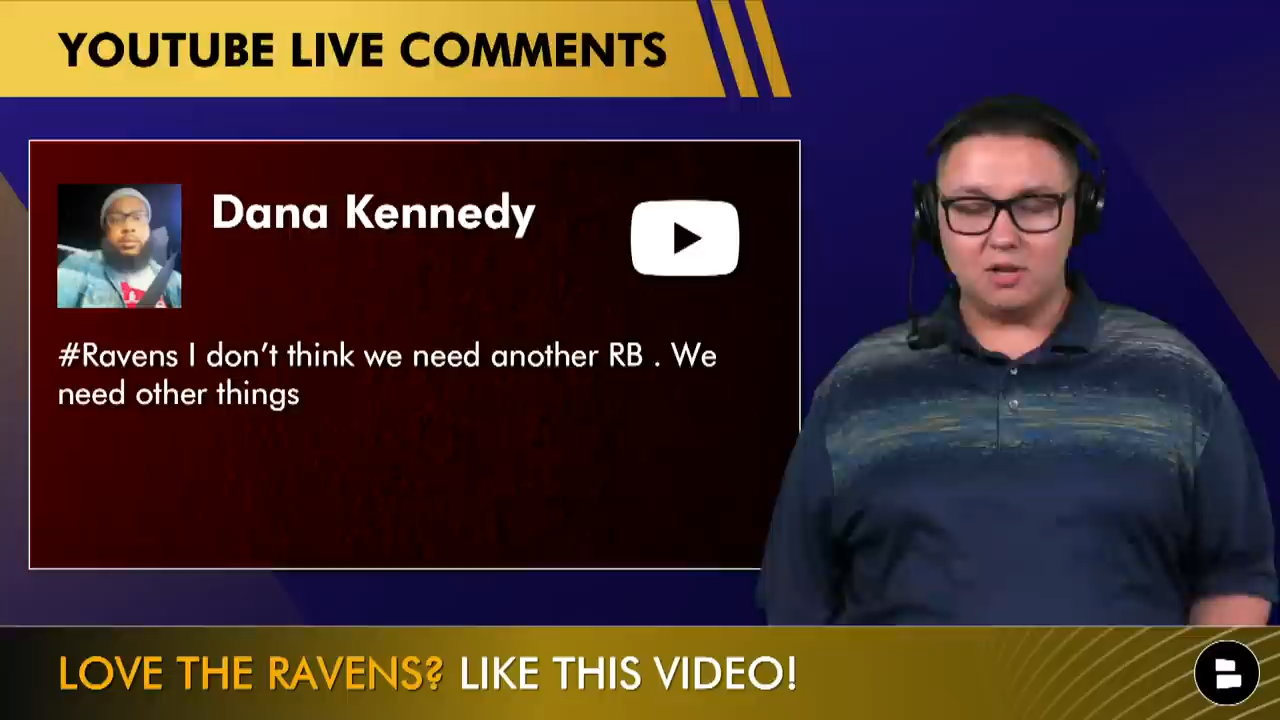 YOUTUBE LIVE COMMENTS
Dana Kennedy
#Ravens I don't think we need another RB . We
need other things
LOVE THE RAVENS? LIKE THIS VIDEO!